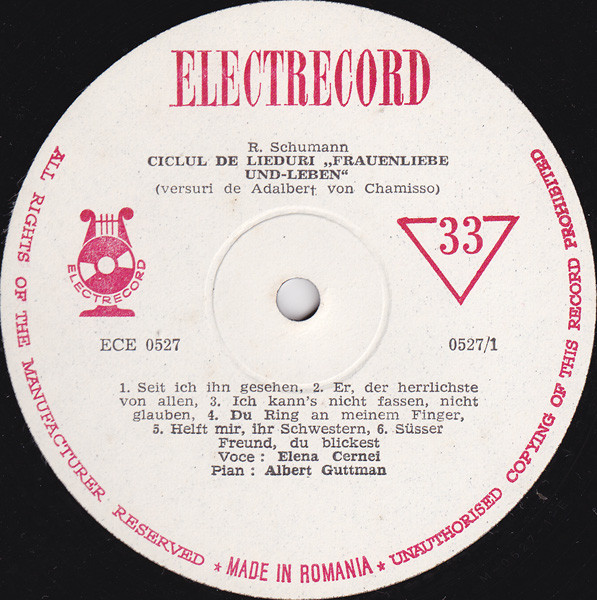 ELECTRECORD
R. Schumann
CICLUL DE LIEDURI „FRAUENLIEBE
UND-LEBEN“
(versuri de Adalbert von Chamisso)
ELECTRECORD
33
ECE 0527
0527/1
1. Seit ich ihn gesehen, 2. Er, der herrlichste
von allen, 3. Ich kann's nicht fassen, nicht
glauben, 4. Du Ring an meinem Finger,
5. Helft mir, ihr Schwestern, 6. Süsser
Freund, du blickest
Voce : Elena Cernei
Pian : Albert Guttman
ALL RIGHTS OF THE MANUFACTURER RESERVED * MADE IN ROMANIA * UNAUTHORISED COPYING OF THIS RECORD PROHIBITED